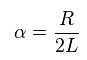 α = R / 2L